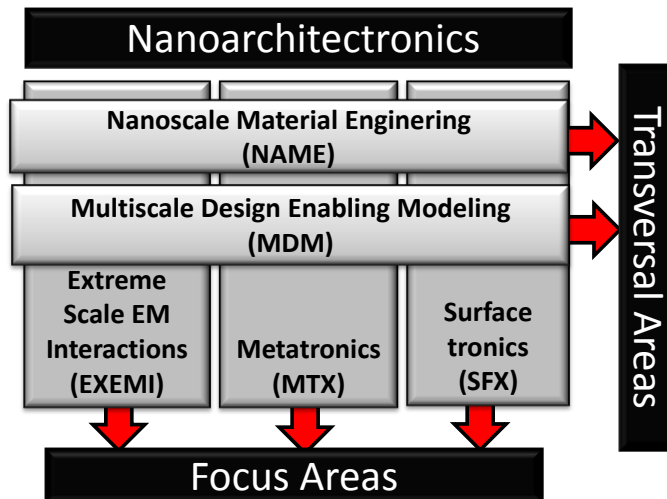 Nanoarchitectronics
Nanoscale Material Enginering
(NAME)
Multiscale Design Enabling Modeling
(MDM)
Extreme
Scale EM
Interactions
(EXEMI)
Metatronics
(MTX)
Surface
tronics
(SFX)
Transversal Areas
Focus Areas